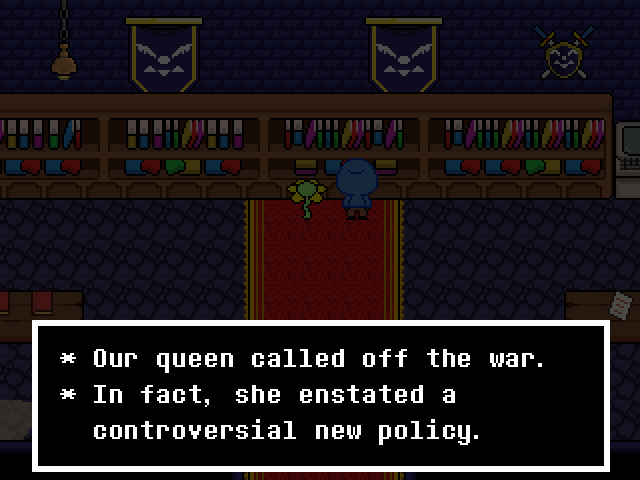 * Our queen called off the war.
* In fact, she enstated a
controversial new policy.